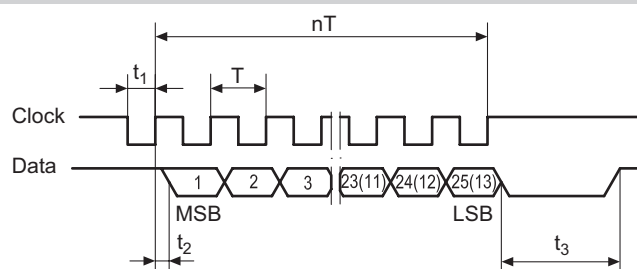 nT
t1 T
Clock
Data
1 2 3 23(11) 24(12) 25(13)
MSB LSB
t2 t3